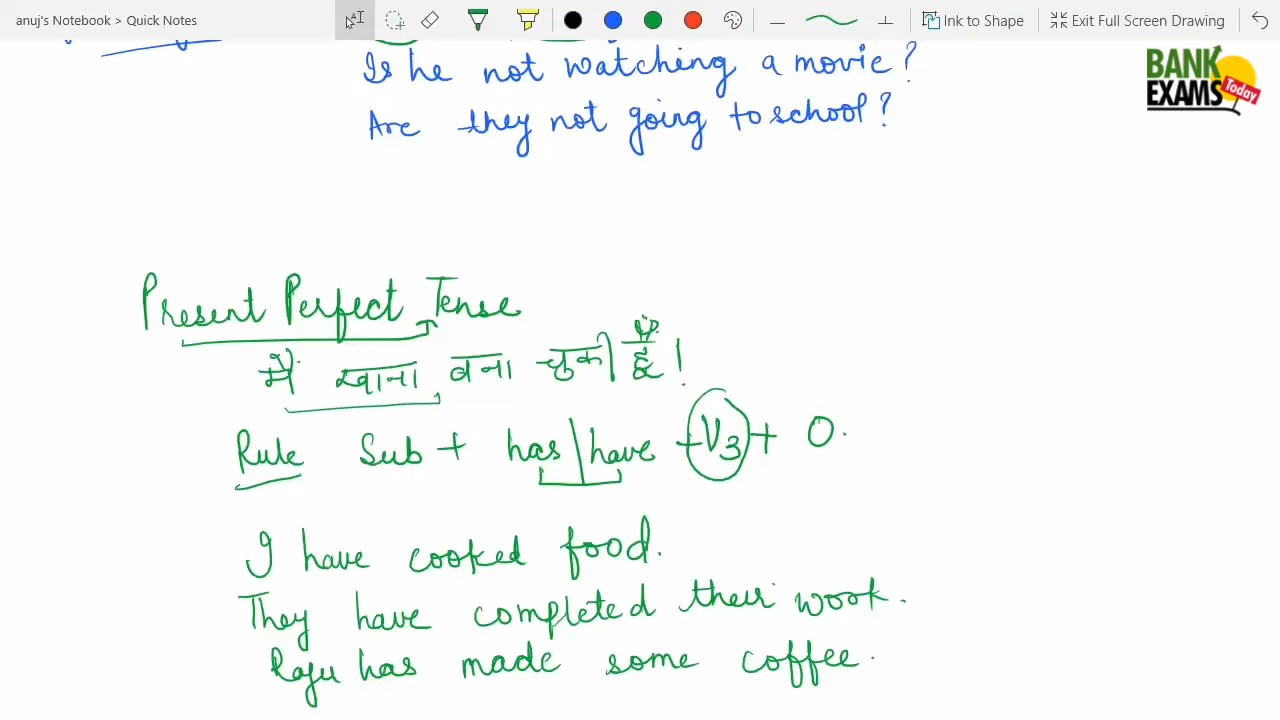 anuj's Notebook > Quick Notes
Ink to Shape
Exit Full Screen Drawing
BANK
EXAMS Today
Is he not watching a movie?
Are they not going to school?
Present Perfect Tense
मैं खाना बना चुकी हूँ।
Rule Sub + has/have + V3 + O.
I have cooked food.
They have completed their work.
Raju has made some coffee.